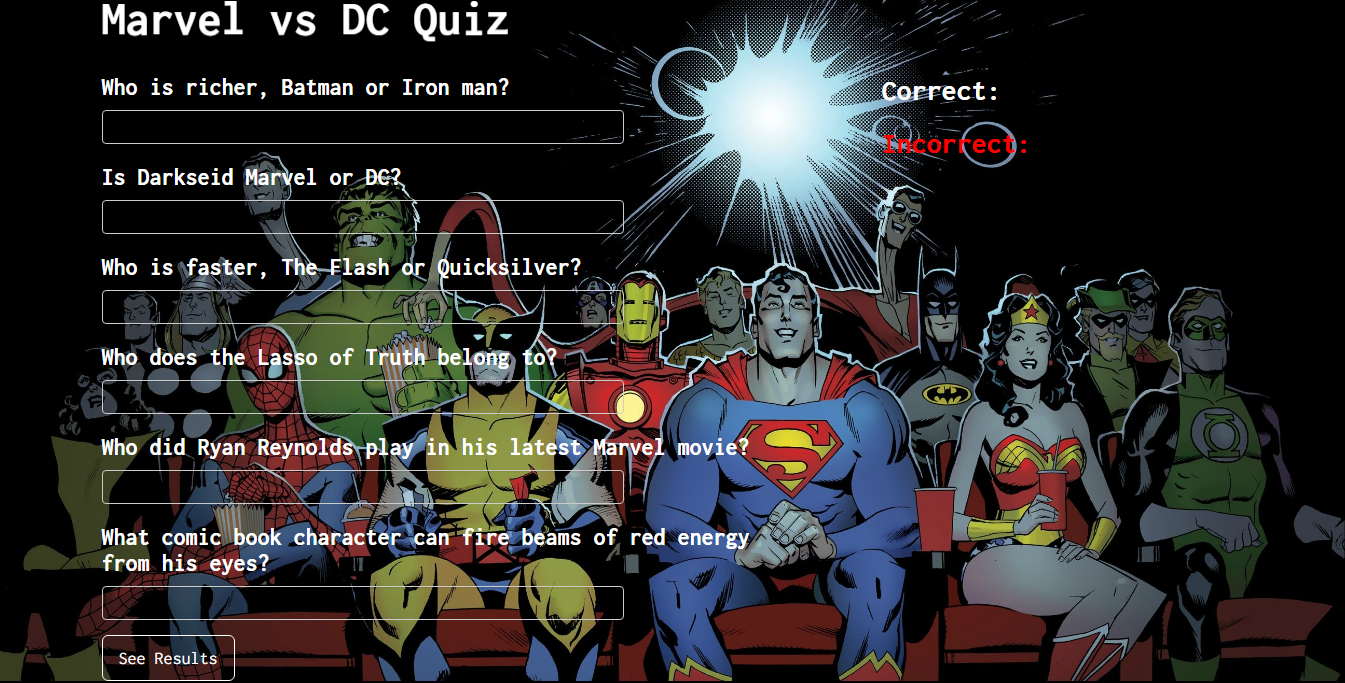 Marvel vs DC Quiz
Who is richer, Batman or Iron man?
Correct:
Incorrect:
Is Darkseid Marvel or DC?
Who is faster, The Flash or Quicksilver?
Who does the Lasso of Truth belong to?
Who did Ryan Reynolds play in his latest Marvel movie?
What comic book character can fire beams of red energy
from his eyes?
See Results